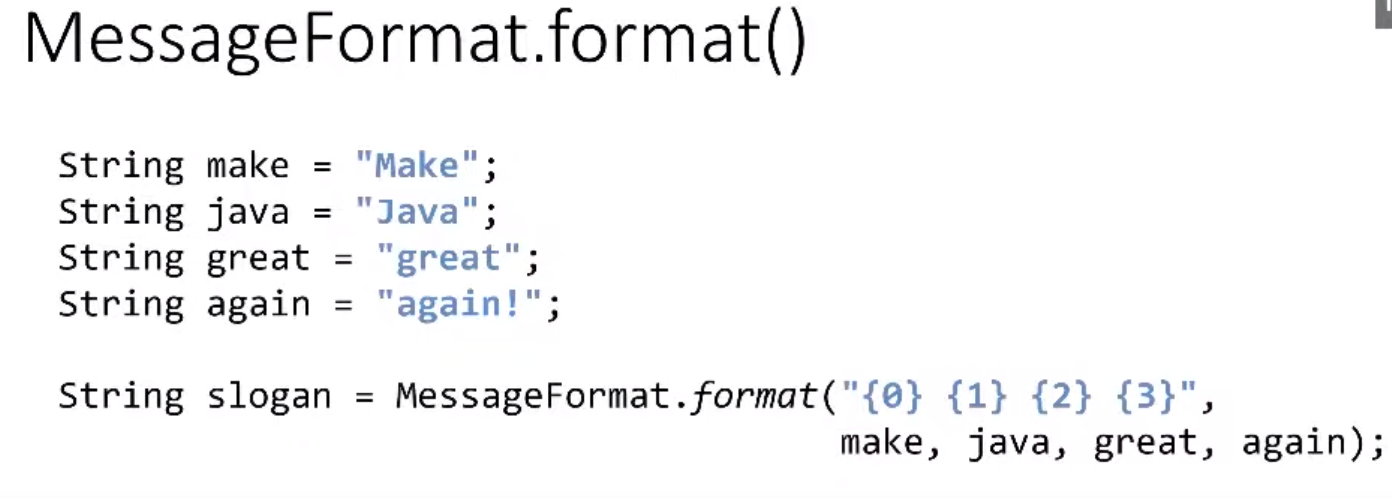 MessageFormat.format()
String make = "Make";
String java = "Java";
String great = "great";
String again = "again!";
String slogan = MessageFormat.format("{0} {1} {2} {3}",
make, java, great, again);